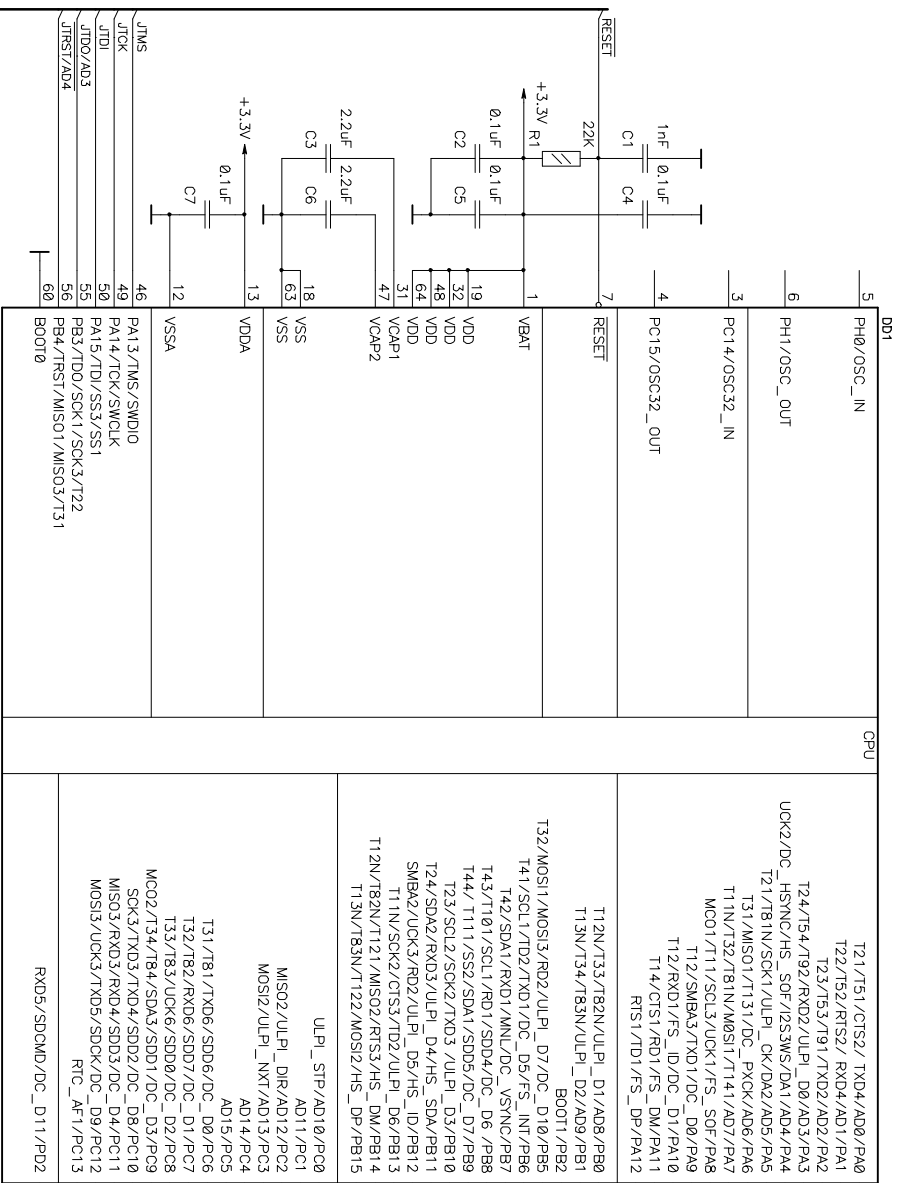 DD1
CPU
5
PH0/OSC_IN
6
PH1/OSC_OUT
3
PC14/OSC32_IN
4
PC15/OSC32_OUT
7
RESET
1
VBAT
19
VDD
32
VDD
48
VDD
64
VDD
31
VCAP1
47
VCAP2
18
VSS
63
VSS
13
VDDA
12
VSSA
46
PA13/TMS/SWDIO
49
PA14/TCK/SWCLK
50
PA15/TDI/SS3/SS1
55
PB3/TDO/SCK1/SCK3/T22
56
PB4/TRST/MISO1/MISO3/T31
60
BOOT0
T21/T51/CTS2/ TXD4/AD0/PA0
T22/T52/RTS2/ RXD4/AD1/PA1
T23/T53/T91/TXD2/AD2/PA2
T24/T54/T92/RXD2/ULPI_D0/AD3/PA3
UCK2/DC_HSYNC/HS_SOF/I2S3WS/DA1/AD4/PA4
T21/T81N/SCK1/ULPI_CK/DA2/AD5/PA5
T31/MISO1/T131/DC_PXCK/AD6/PA6
T11N/T32/T81N/MOSI1/T141/AD7/PA7
MCO1/T11/SCL3/UCK1/FS_SOF/PA8
T12/SMBA3/TXD1/DC_D0/PA9
T12/RXD1/FS_ID/DC_D1/PA10
T14/CTS1/RD1/FS_DM/PA11
RTS1/TD1/FS_DP/PA12
T12N/T33/T82N/ULPI_D1/AD8/PB0
T13N/T34/T83N/ULPI_D2/AD9/PB1
BOOT1/PB2
T32/MOSI1/MOSI3/RD2/ULPI_D7/DC_D10/PB5
T41/SCL1/TD2/TXD1/DC_D5/FS_INT/PB6
T42/SDA1/RXD1/MNL/DC_VSYNC/PB7
T43/T101/SCL1/RD1/SDD4/DC_D6 /PB8
T44/ T111/SS2/SDA1/SDD5/DC_D7/PB9
T23/SCL2/SCK2/TXD3 /ULPI_D3/PB10
T24/SDA2/RXD3/ULPI_D4/HS_SDA/PB11
SMBA2/UCK3/RD2/ULPI_D5/HS_ID/PB12
T11N/SCK2/CTS3/TD2/ULPI_D6/PB13
T12N/T82N/T121/MISO2/RTS3/HS_DM/PB14
T13N/T83N/T122/MOSI2/HS_DP/PB15
ULPI_STP/AD10/PC0
AD11/PC1
MISO2/ULPI_DIR/AD12/PC2
MOSI2/ULPI_NXT/AD13/PC3
AD14/PC4
AD15/PC5
T31/T81/TXD6/SDD6/DC_D0/PC6
T32/T82/RXD6/SDD7/DC_D1/PC7
T33/T83/UCK6/SDD0/DC_D2/PC8
MCO2/T34/T84/SDA3/SDD1/DC_D3/PC9
SCK3/TXD3/TXD4/SDD2/DC_D8/PC10
MISO3/RXD3/RXD4/SDD3/DC_D4/PC11
MOSI3/UCK3/TXD5/SDCK/DC_D9/PC12
RTC_AF1/PC13
RXD5/SDCMD/DC_D11/PD2
RESET
1nF
C1
0.1uF
C4
22K
R1
+3.3V
0.1uF
C2
0.1uF
C5
2.2uF
C3
2.2uF
C6
+3.3V
0.1uF
C7
JTMS
JTCK
JTDI
JTDO/AD3
JTRST/AD4